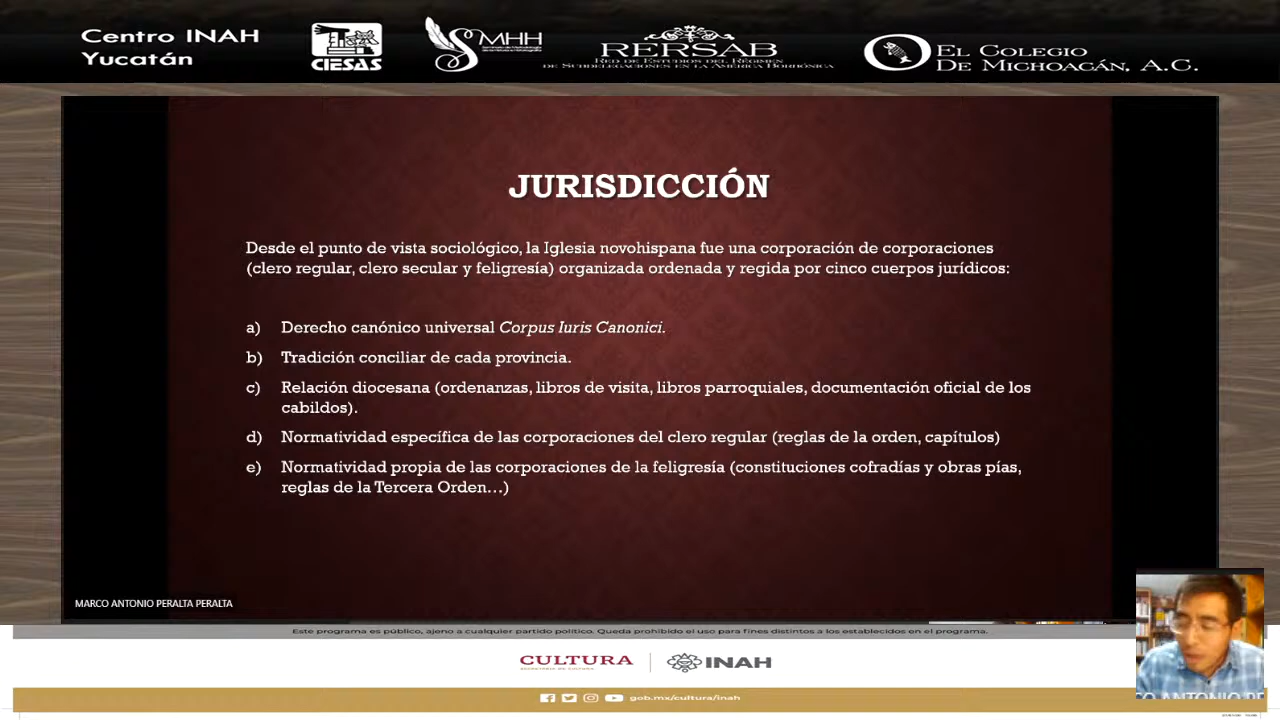 Centro INAH
Yucatán
CIESAS
SMHH
RERSAB
RED DE ESTUDIOS DEL RÉGIMEN
DE SUBDELEGACIONES EN LA AMÉRICA BORBÓNICA
EL COLEGIO
DE MICHOACÁN, A.C.
JURISDICCIÓN
Desde el punto de vista sociológico, la Iglesia novohispana fue una corporación de corporaciones
(clero regular, clero secular y feligresía) organizada ordenada y regida por cinco cuerpos jurídicos:
a) Derecho canónico universal Corpus Iuris Canonici.
b) Tradición conciliar de cada provincia.
c) Relación diocesana (ordenanzas, libros de visita, libros parroquiales, documentación oficial de los
cabildos).
d) Normatividad específica de las corporaciones del clero regular (reglas de la orden, capítulos)
e) Normatividad propia de las corporaciones de la feligresía (constituciones cofradías y obras pías,
reglas de la Tercera Orden...)
MARCO ANTONIO PERALTA PERALTA
Este programa es público, ajeno a cualquier partido político. Queda prohibido el uso para fines distintos a los establecidos en el programa.
CULTURA
SECRETARÍA DE CULTURA
INAH
gob.mx/cultura/inah
CO ANTONIO PE